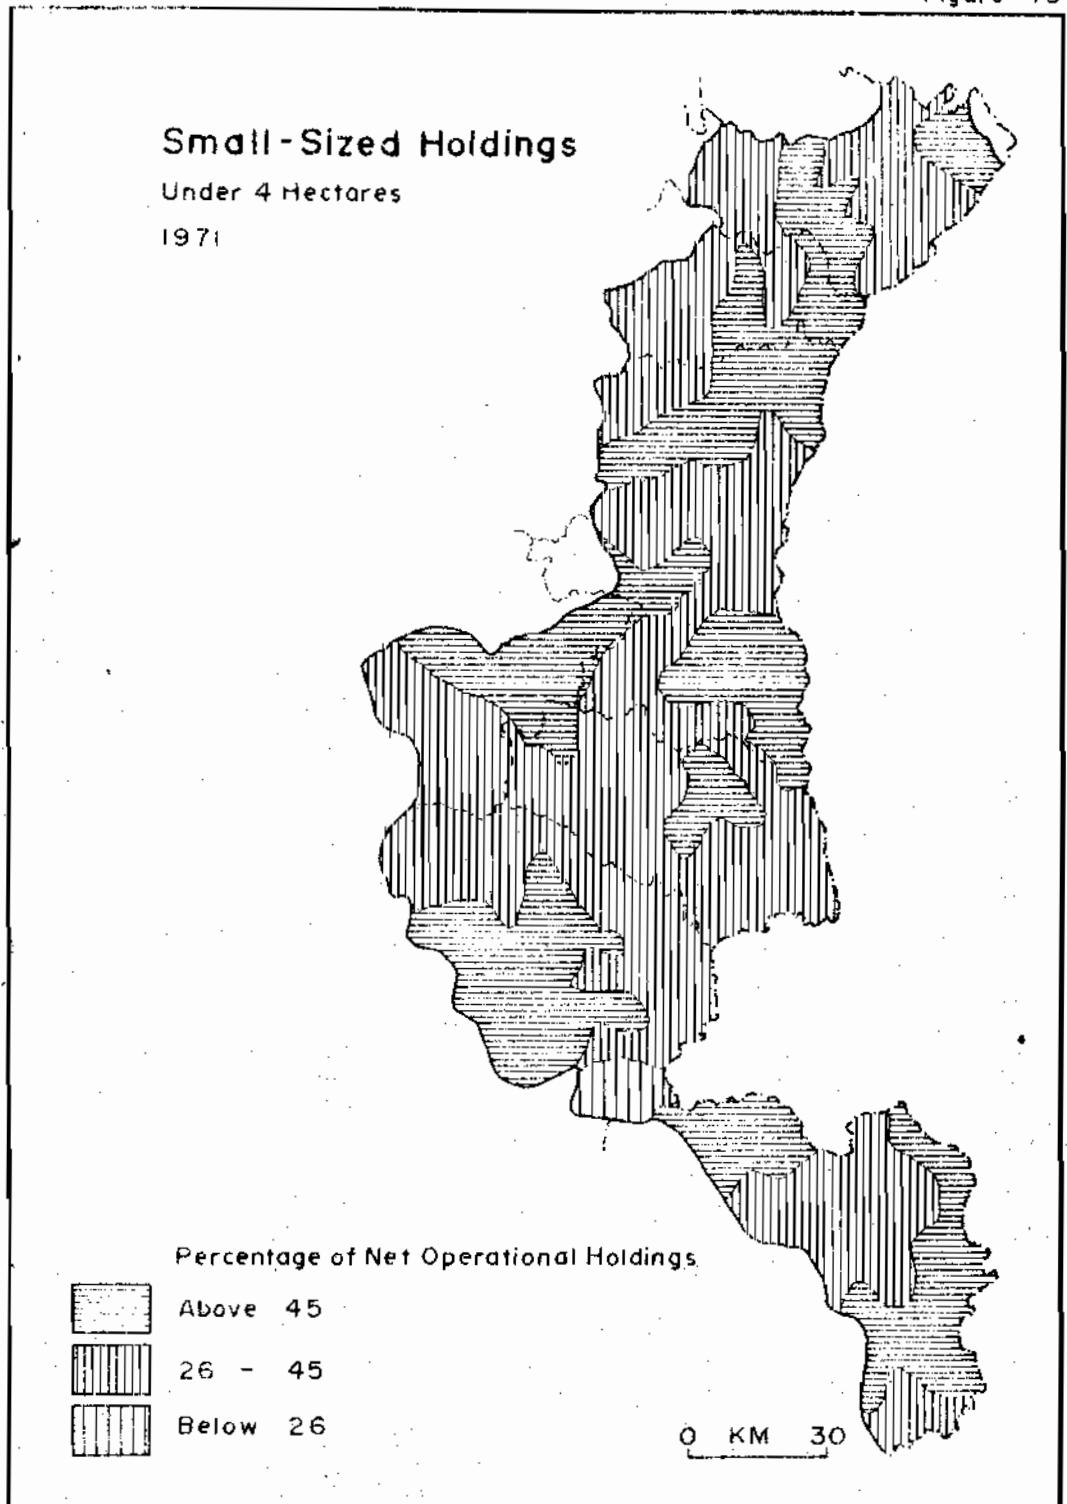 Small-Sized Holdings
Under 4 Hectares
1971
Percentage of Net Operational Holdings
Above 45
26 - 45
Below 26
0 KM 30